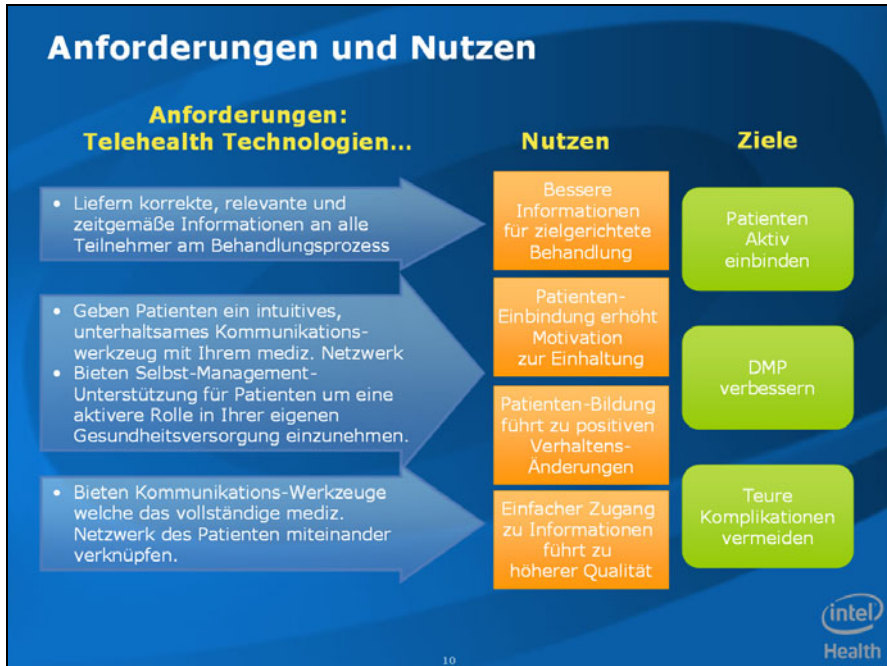 Anforderungen und Nutzen
Anforderungen:
Telehealth Technologien...
• Liefern korrekte, relevante und
zeitgemäße Informationen an alle
Teilnehmer am Behandlungsprozess
• Geben Patienten ein intuitives,
unterhaltsames Kommunikations-
werkzeug mit Ihrem mediz. Netzwerk
• Bieten Selbst-Management-
Unterstützung für Patienten um eine
aktivere Rolle in Ihrer eigenen
Gesundheitsversorgung einzunehmen.
• Bieten Kommunikations-Werkzeuge
welche das vollständige mediz.
Netzwerk des Patienten miteinander
verknüpfen.
Nutzen
Bessere
Informationen
für zielgerichtete
Behandlung
Patienten-
Einbindung erhöht
Motivation
zur Einhaltung
Patienten-Bildung
führt zu positiven
Verhaltens-
Änderungen
Einfacher Zugang
zu Informationen
führt zu
höherer Qualität
Ziele
Patienten
Aktiv
einbinden
DMP
verbessern
Teure
Komplikationen
vermeiden
10
intel
Health